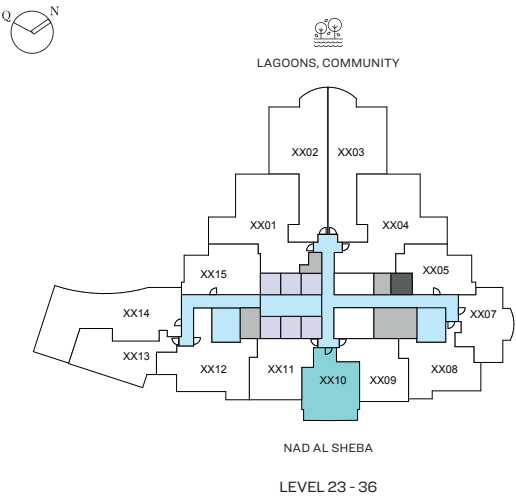 Q N
LAGOONS, COMMUNITY
XX02 XX03
XX01 XX04
XX15 XX05
XX14 XX07
XX13 XX12 XX11 XX10 XX09 XX08
NAD AL SHEBA
LEVEL 23 - 36